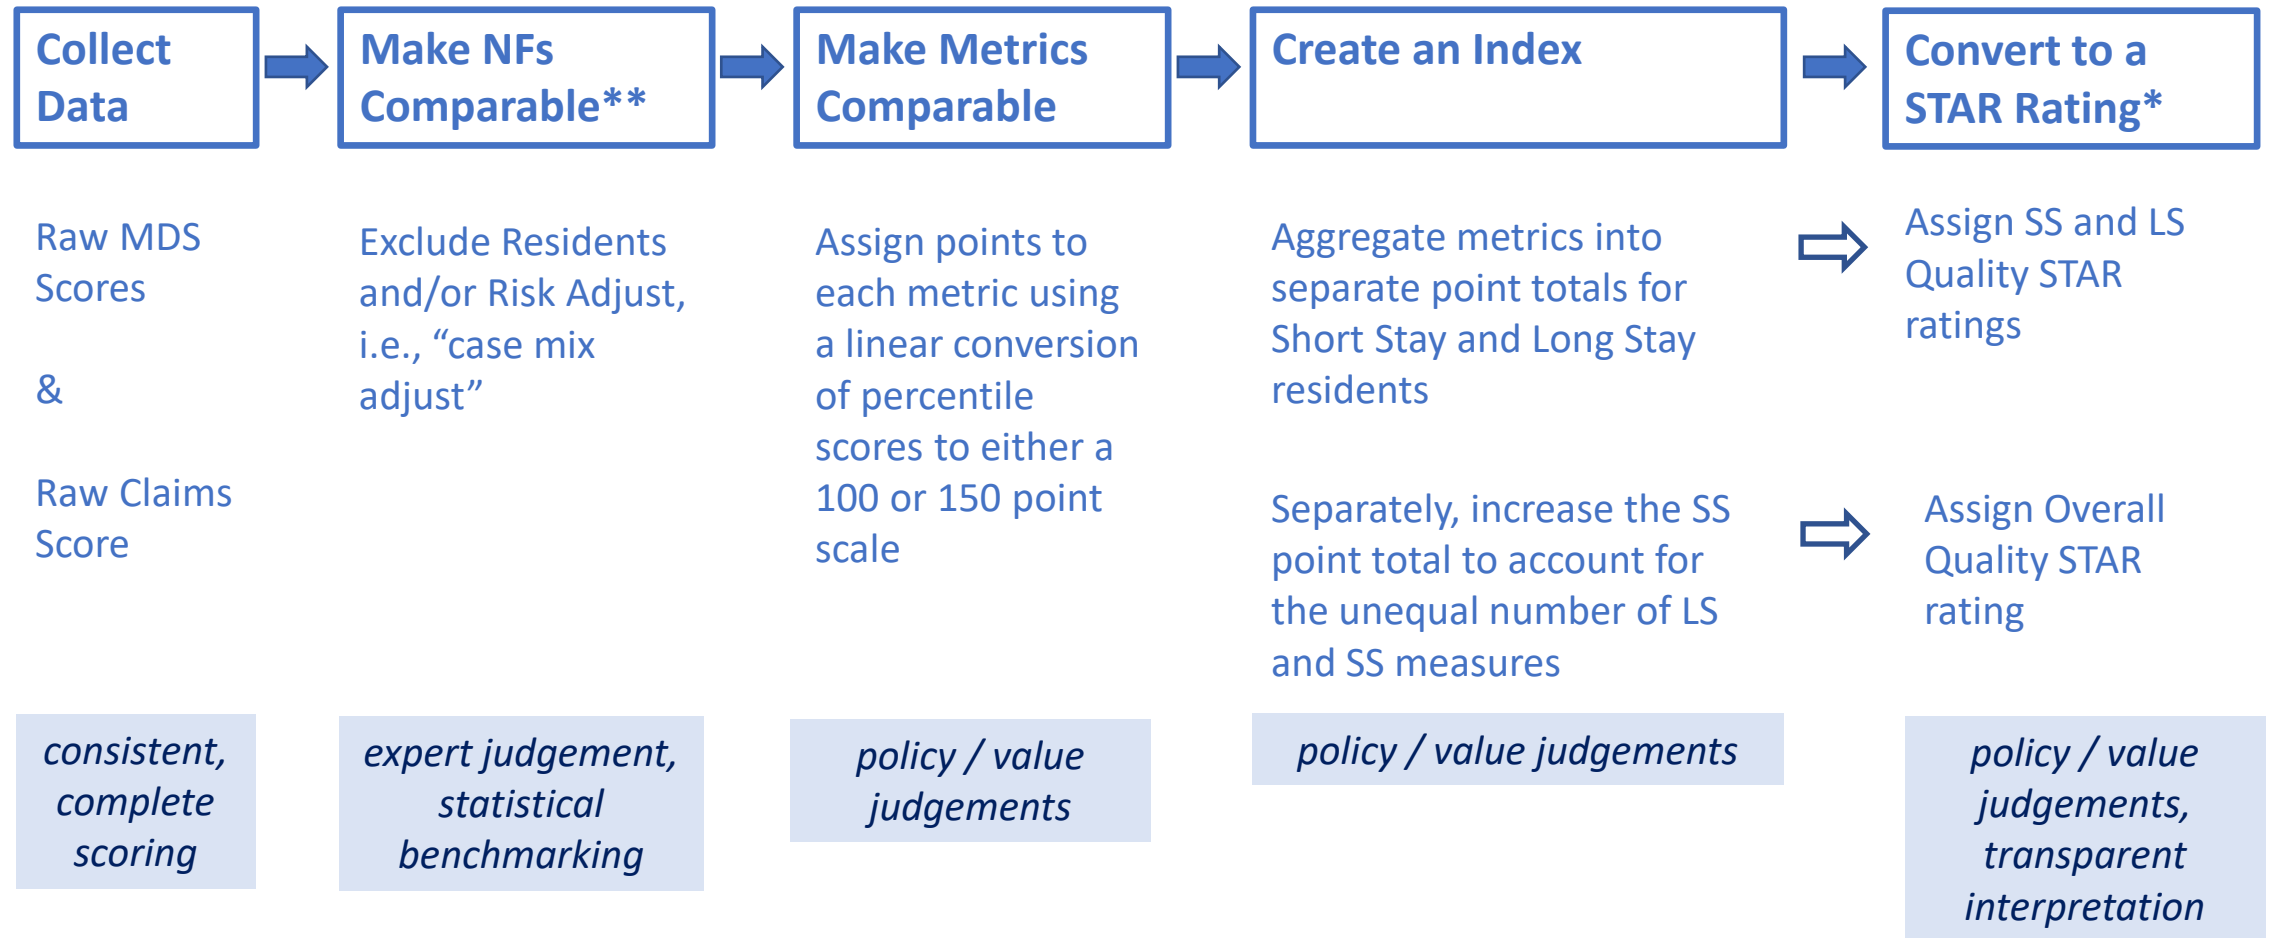 Collect
Data
Make NFs
Comparable**
Make Metrics
Comparable
Create an Index
Convert to a
STAR Rating*
Raw MDS
Scores
&
Raw Claims
Score
Exclude Residents
and/or Risk Adjust,
i.e., “case mix
adjust”
Assign points to
each metric using
a linear conversion
of percentile
scores to either a
100 or 150 point
scale
Aggregate metrics into
separate point totals for
Short Stay and Long Stay
residents
Separately, increase the SS
point total to account for
the unequal number of LS
and SS measures
Assign SS and LS
Quality STAR
ratings
Assign Overall
Quality STAR
rating
consistent,
complete
scoring
expert judgement,
statistical
benchmarking
policy / value
judgements
policy / value judgements
policy / value
judgements,
transparent
interpretation